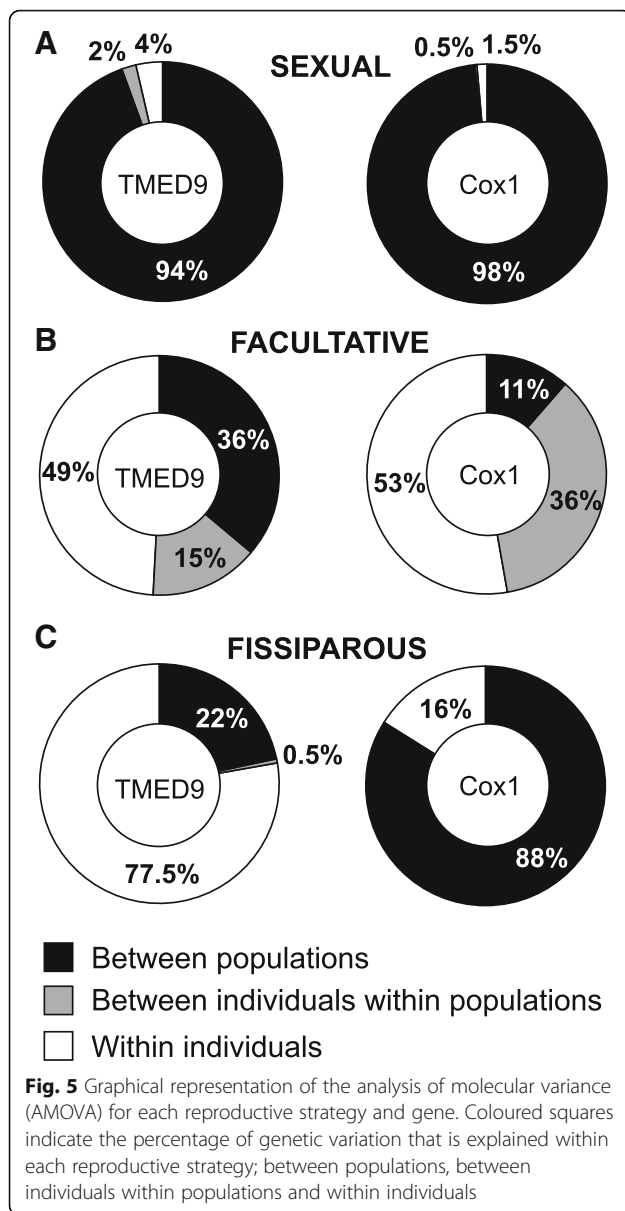 A
2% 4%
SEXUAL
0.5% 1.5%
TMED9
Cox1
94%
98%
B
FACULTATIVE
11%
36%
49%
TMED9
53%
Cox1
36%
15%
C
FISSIPAROUS
22%
16%
0.5%
TMED9
Cox1
77.5%
88%
Between populations
Between individuals within populations
Within individuals
Fig. 5 Graphical representation of the analysis of molecular variance
(AMOVA) for each reproductive strategy and gene. Coloured squares
indicate the percentage of genetic variation that is explained within
each reproductive strategy; between populations, between
individuals within populations and within individuals